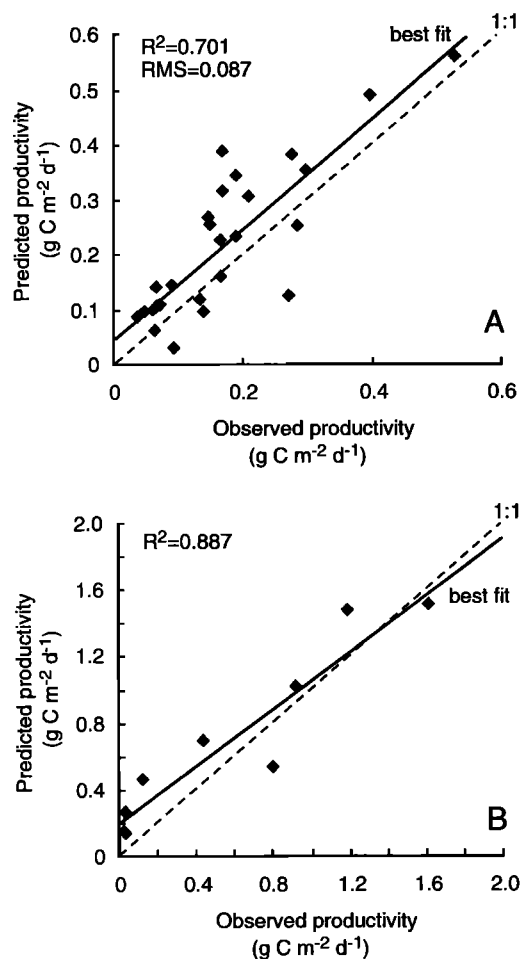 R²=0.701
RMS=0.087
best fit
1:1
0.6
0.5
0.4
0.3
0.2
0.1
0
Predicted productivity
(g C m⁻² d⁻¹)
A
0 0.2 0.4 0.6
Observed productivity
(g C m⁻² d⁻¹)
1:1
R²=0.887
best fit
2.0
1.6
1.2
0.8
0.4
0
Predicted productivity
(g C m⁻² d⁻¹)
B
0 0.4 0.8 1.2 1.6 2.0
Observed productivity
(g C m⁻² d⁻¹)